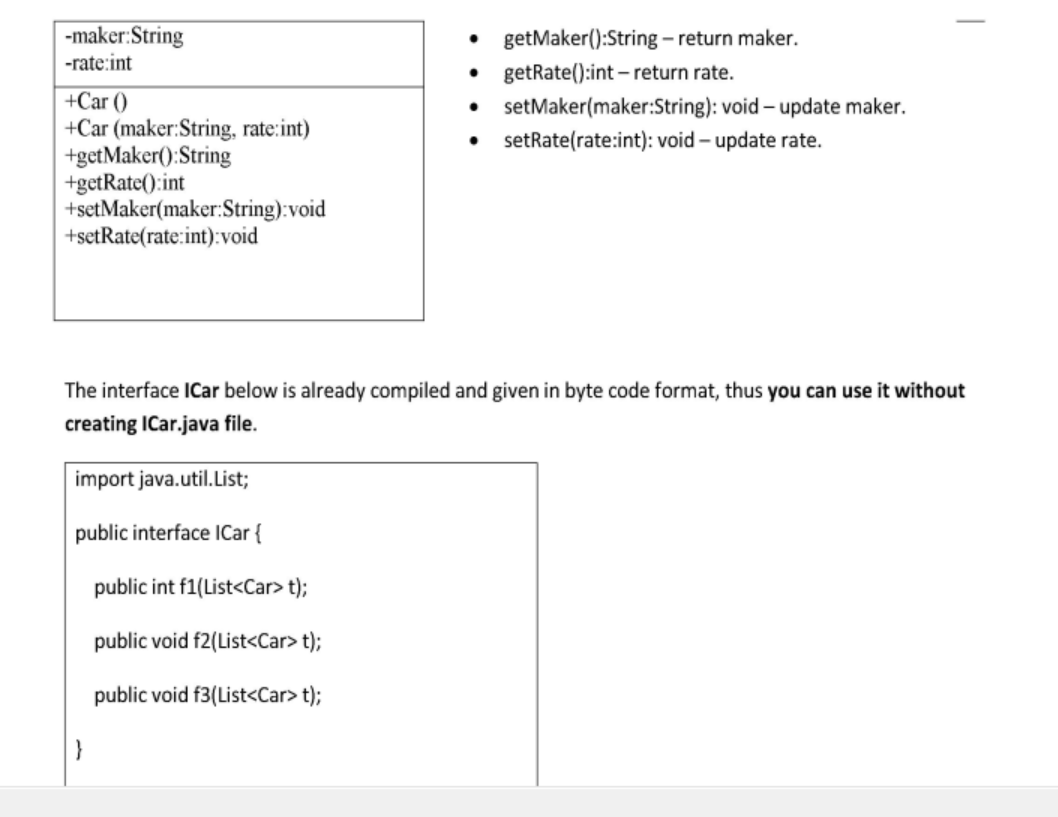 -maker:String
-rate:int
+Car ()
+Car (maker:String, rate:int)
+getMaker():String
+getRate():int
+setMaker(maker:String):void
+setRate(rate:int):void
• getMaker():String – return maker.
• getRate():int – return rate.
• setMaker(maker:String): void – update maker.
• setRate(rate:int): void – update rate.
The interface ICar below is already compiled and given in byte code format, thus you can use it without
creating ICar.java file.
import java.util.List;
public interface ICar {
public int f1(List<Car> t);
public void f2(List<Car> t);
public void f3(List<Car> t);
}